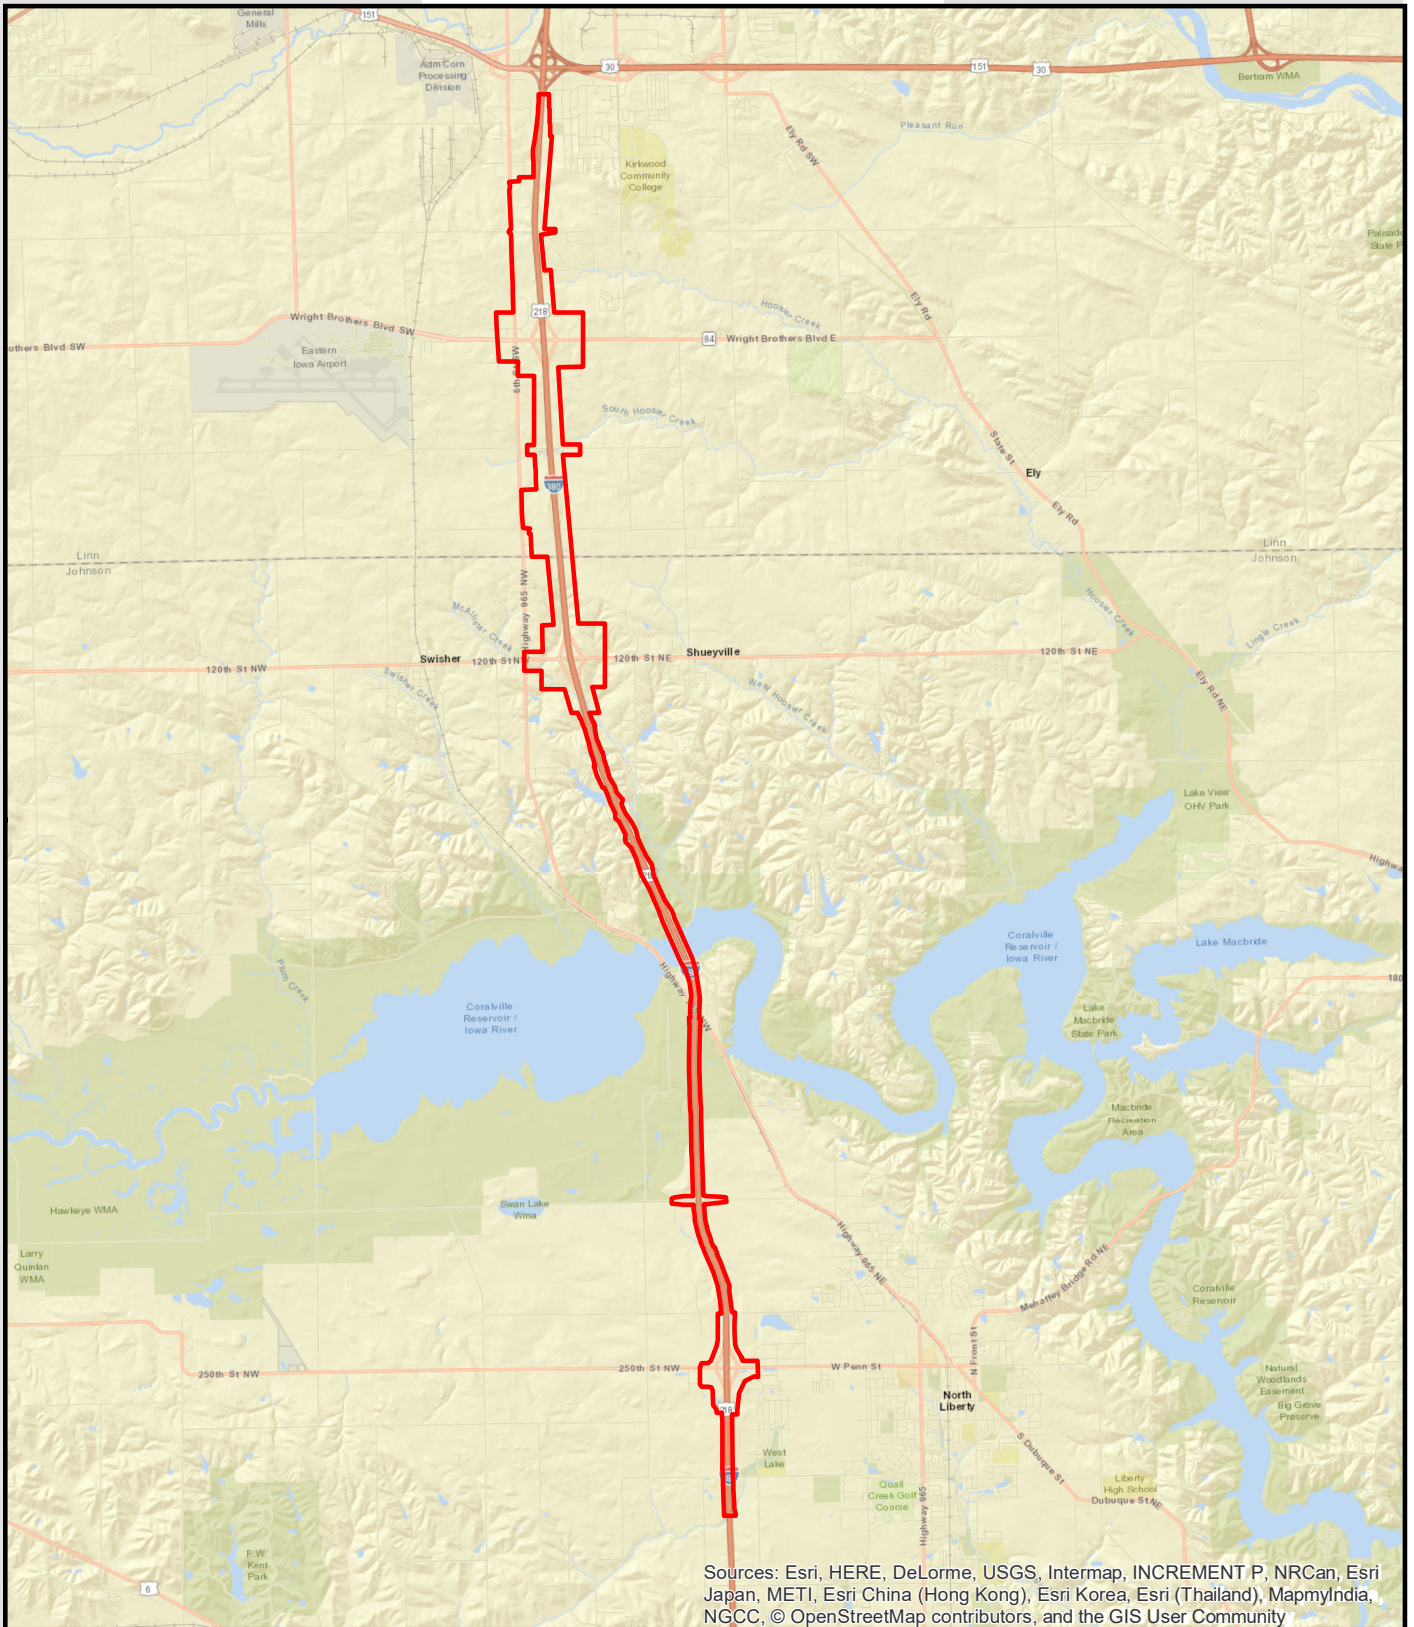 General
Mills
151
Adm Corn
Processing
Division
30
151
30
Bertram WMA
Pleasant Run
Ely Rd SW
Kirkwood
Community
College
Palisade
State P
Hoosier Creek
Ely Rd
218
Wright Brothers Blvd SW
others Blvd SW
84
Wright Brothers Blvd E
Eastern
Iowa Airport
South Hoosier Creek
State St
Ely
380
Ely Rd
Linn
Johnson
Linn
Johnson
Highway 965 NW
McAllister Creek
Hoosier Creek
Lingle Creek
120th St NW
Swisher
120th St NW
120th St NE
Shueyville
120th St NE
Swisher Creek
West Hoosier Creek
Ely Rd NE
Lake View
OHV Park
Highwa
Coralville
Reservoir /
Iowa River
Lake Macbride
Plum Creek
Highway
180
Coralville
Reservoir /
Iowa River
Lake
Macbride
State Park
Macbride
Recreation
Area
Hawkeye WMA
Swan Lake
Wma
Larry
Quinlan
WMA
Highway 965 NE
Mehaffey Bridge Rd NE
Coralville
Reservoir
N Front St
250th St NW
250th St NW
W Penn St
Natural
Woodlands
Easement
Big Grove
Preserve
North
Liberty
218
S Dubuque St
West
Lake
Liberty
High School
Quail
Creek Golf
Course
Dubuque St NE
Highway 965
F.W.
Kent
Park
6
Sources: Esri, HERE, DeLorme, USGS, Intermap, INCREMENT P, NRCan, Esri
Japan, METI, Esri China (Hong Kong), Esri Korea, Esri (Thailand), MapmyIndia,
NGCC, © OpenStreetMap contributors, and the GIS User Community